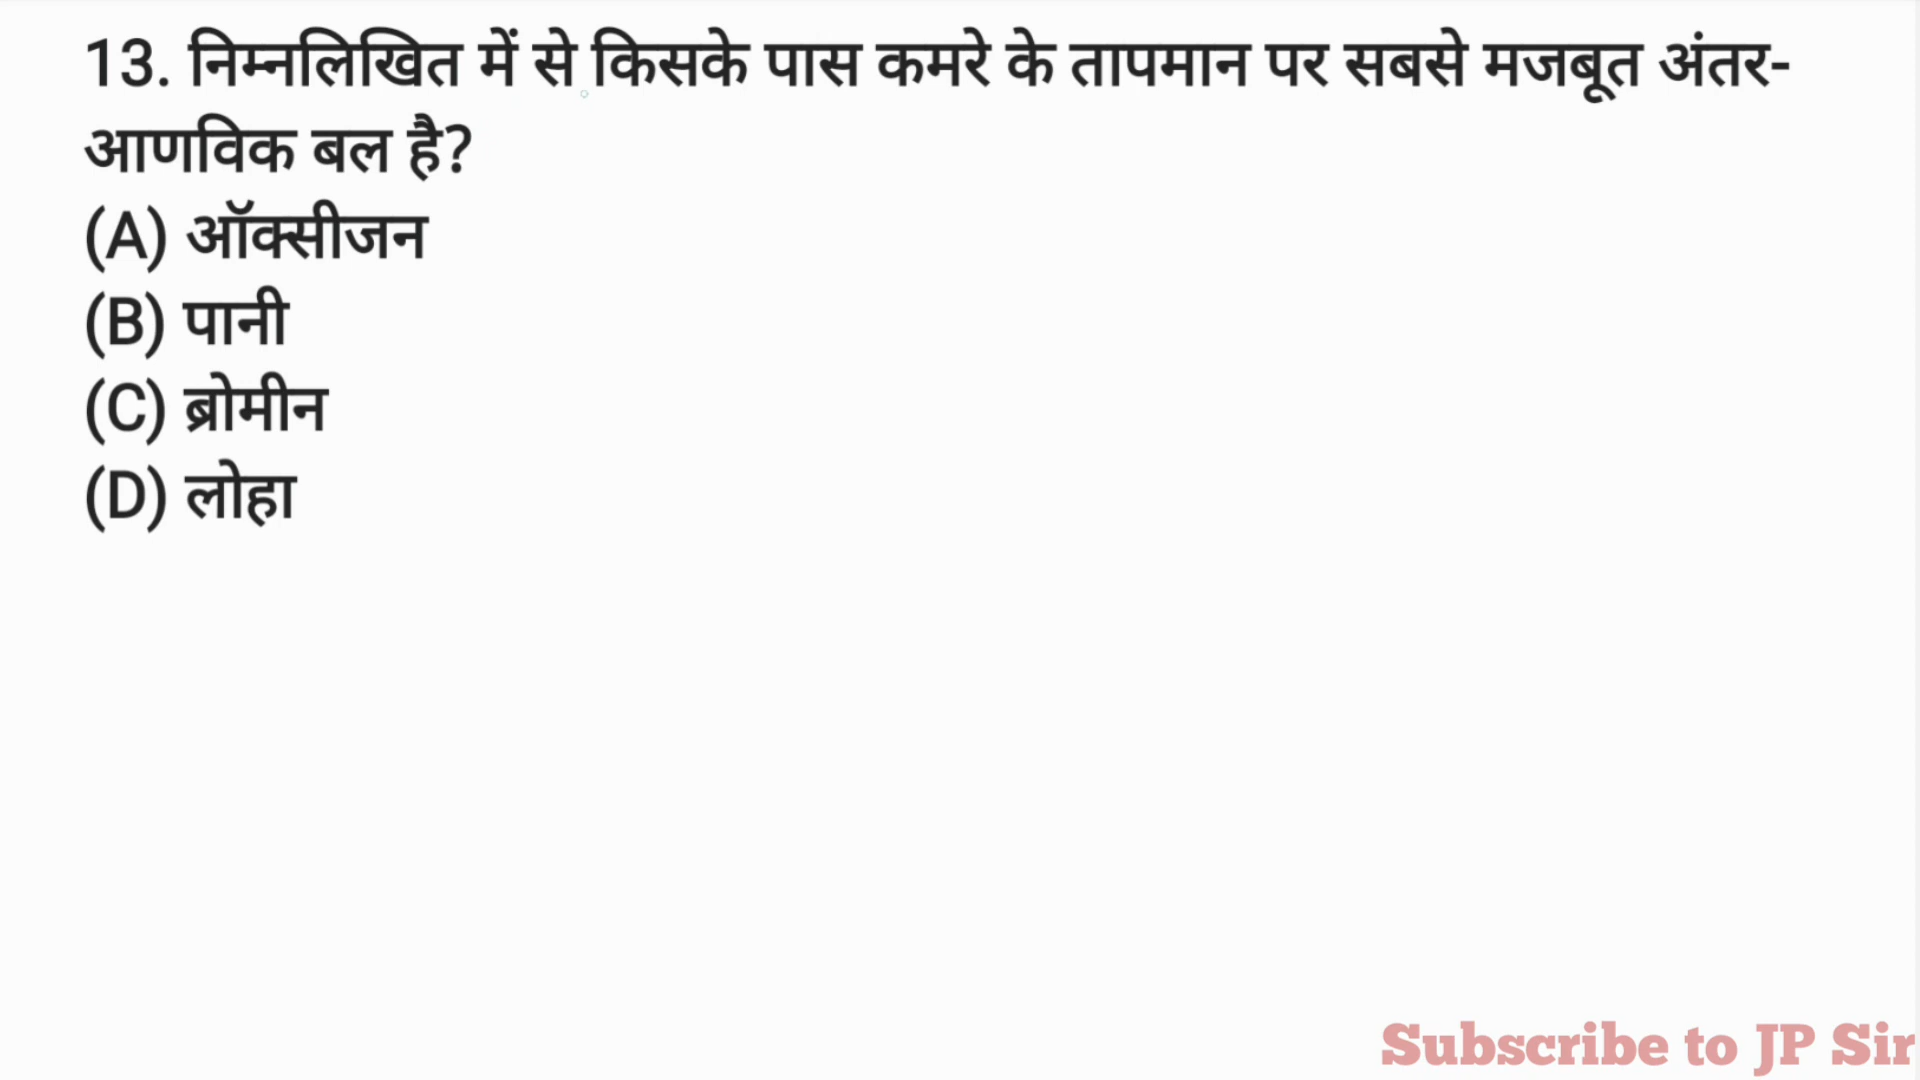 13. निम्नलिखित में से किसके पास कमरे के तापमान पर सबसे मजबूत अंतर-
आणविक बल है?
(A) ऑक्सीजन
(B) पानी
(C) ब्रोमीन
(D) लोहा
Subscribe to JP Sir